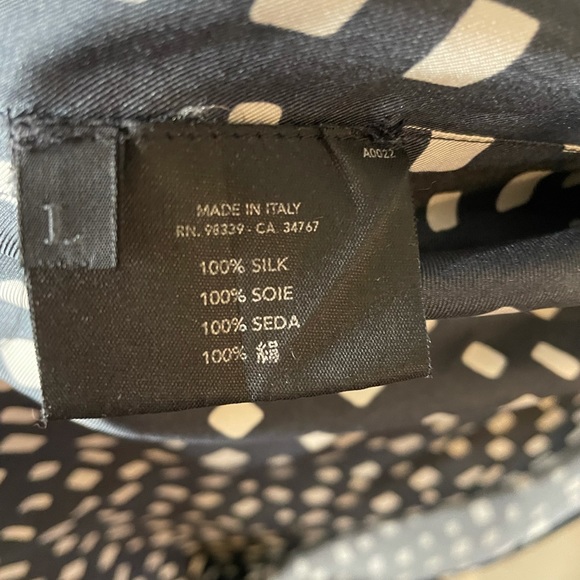 L
A0022
MADE IN ITALY
RN. 98339 - CA 34767
100% SILK
100% SOIE
100% SEDA
100% 絹